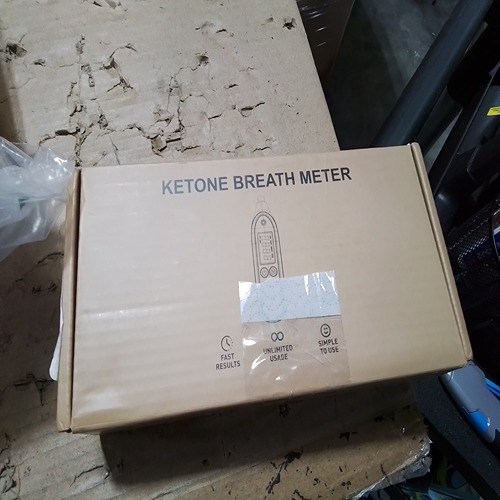 KETONE BREATH METER
FAST
RESULTS
UNLIMITED
USAGE
SIMPLE
TO USE